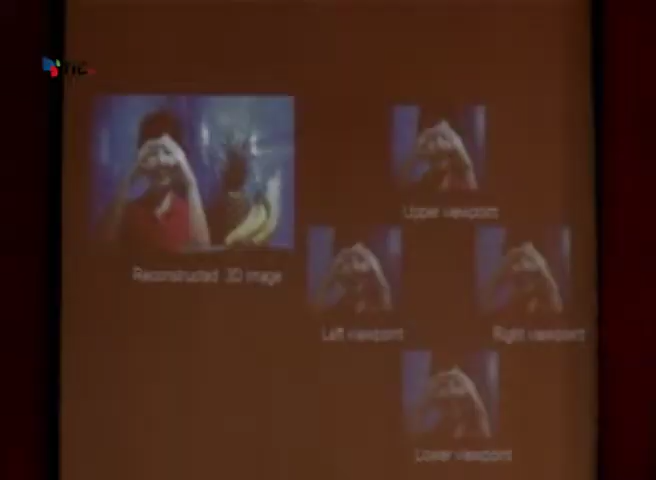 Upper viewpoint
Reconstructed 3D image
Left viewpoint
Right viewpoint
Lower viewpoint